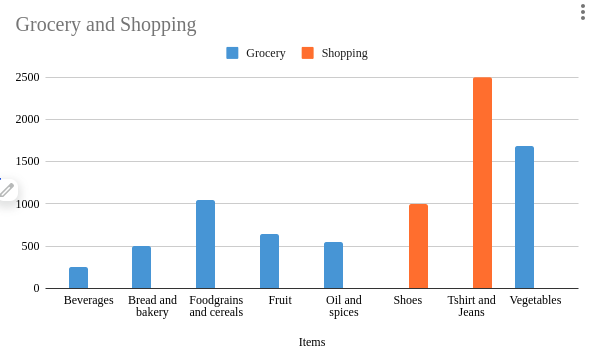 Grocery and Shopping
Grocery Shopping
2500
2000
1500
1000
500
0
Beverages
Bread and
bakery
Foodgrains
and cereals
Fruit
Oil and
spices
Shoes
Tshirt and
Jeans
Vegetables
Items